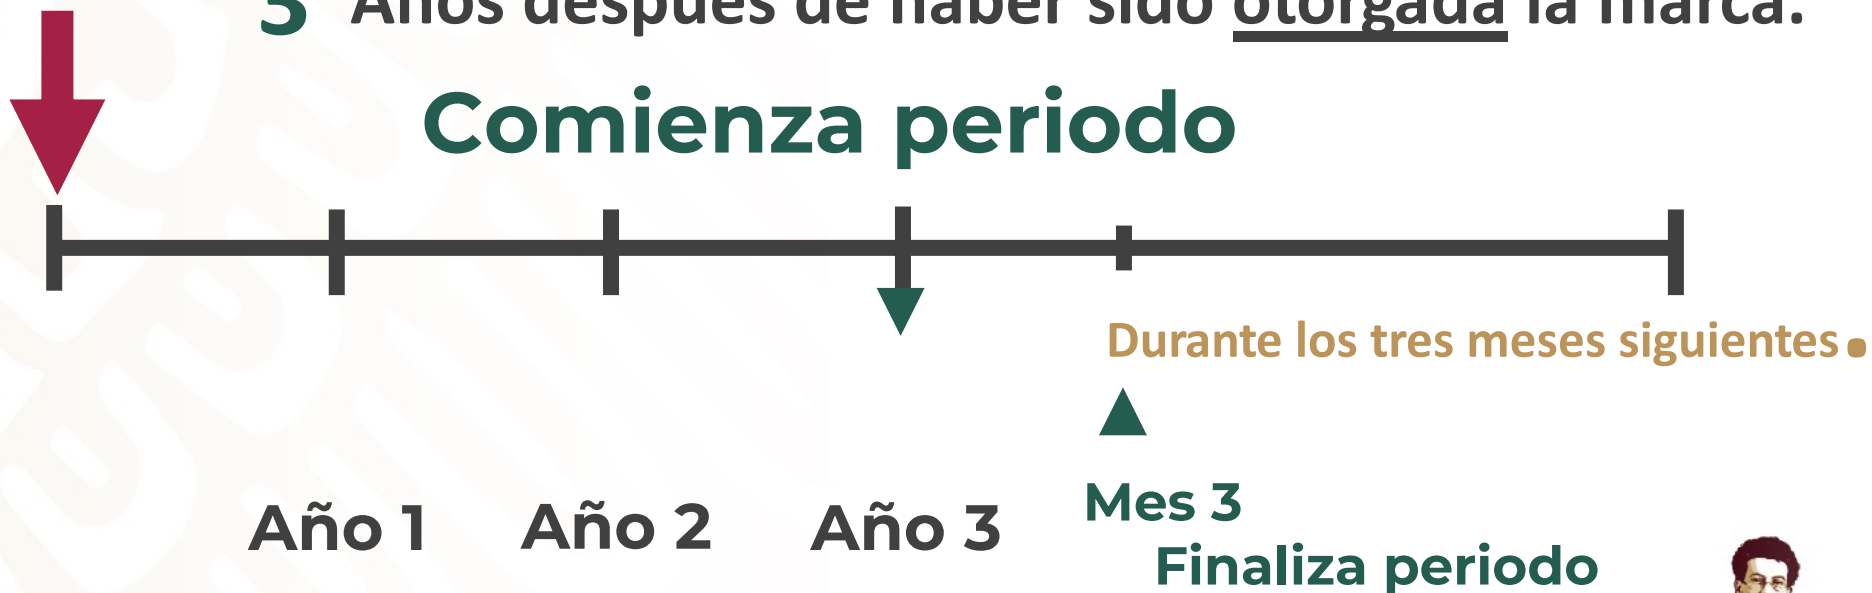 3 Años después de haber sido otorgada la marca.
Comienza periodo
Durante los tres meses siguientes.
Año 1 Año 2 Año 3 Mes 3
Finaliza periodo